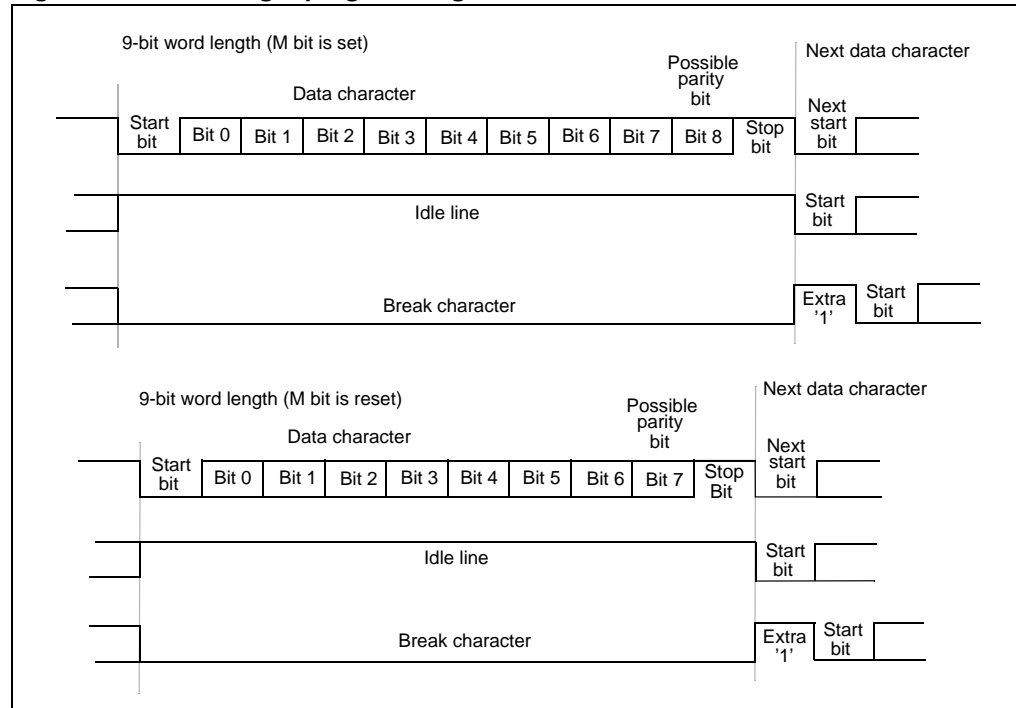 9-bit word length (M bit is set)
Next data character
Possible
parity
bit
Data character
Start
bit
Bit 0
Bit 1
Bit 2
Bit 3
Bit 4
Bit 5
Bit 6
Bit 7
Bit 8
Stop
bit
Next
start
bit
Idle line
Start
bit
Break character
Extra
'1'
Start
bit
9-bit word length (M bit is reset)
Next data character
Possible
parity
bit
Data character
Start
bit
Bit 0
Bit 1
Bit 2
Bit 3
Bit 4
Bit 5
Bit 6
Bit 7
Stop
Bit
Next
start
bit
Idle line
Start
bit
Break character
Extra
'1'
Start
bit